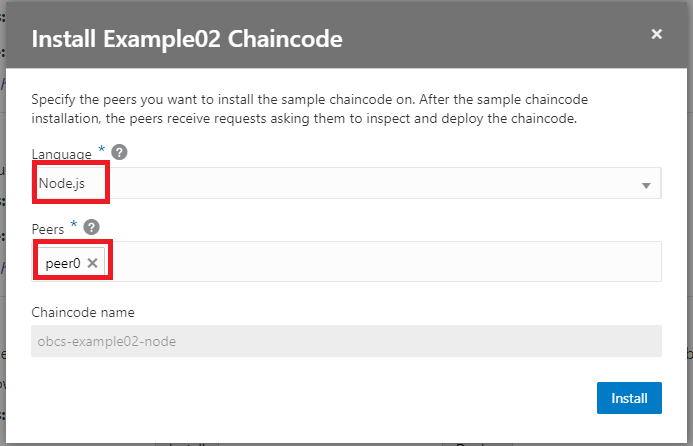 Install Example02 Chaincode
Specify the peers you want to install the sample chaincode on. After the sample chaincode
installation, the peers receive requests asking them to inspect and deploy the chaincode.
Language * ?
Node.js
Peers * ?
peer0 ×
Chaincode name
obcs-example02-node
Install